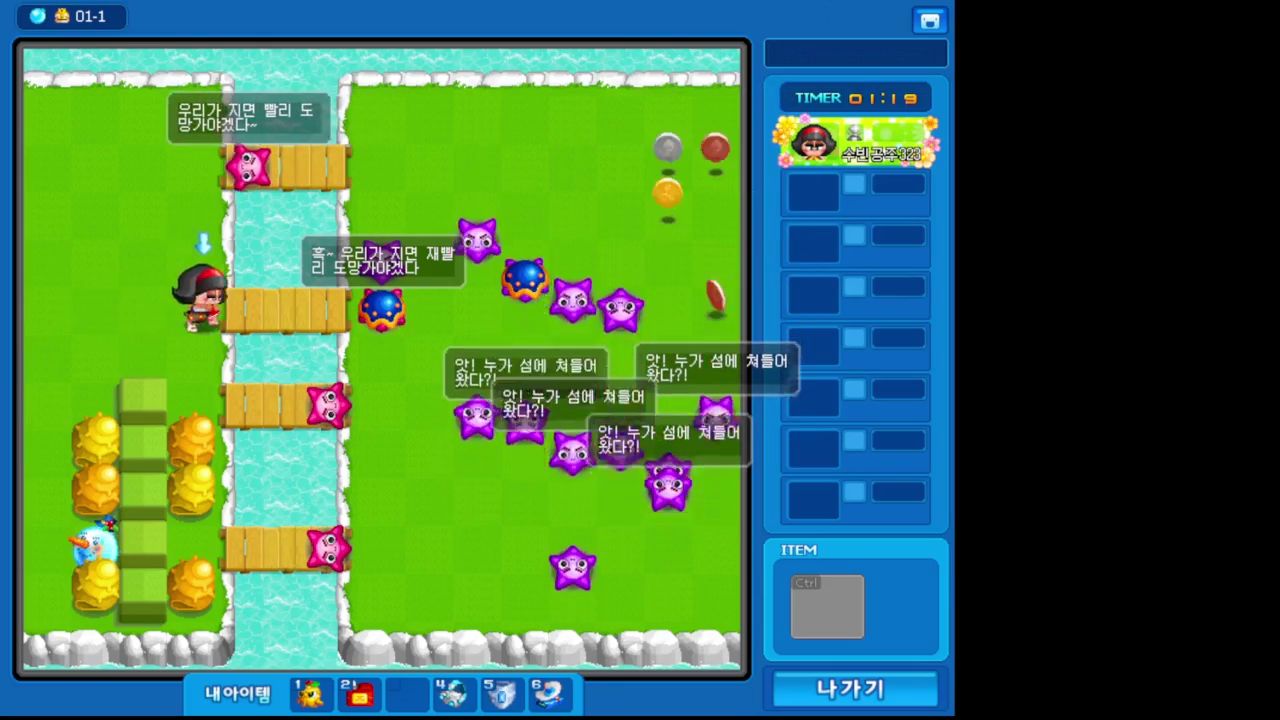 01-1
우리가 지면 빨리 도
망가야겠다~
흑~ 우리가 지면 재빨
리 도망가야겠다
앗! 누가 섬에 쳐들어
왔다?!
앗! 누가 섬에 쳐들어
왔다?!
앗! 누가 섬에 쳐들어
왔다?!
앗! 누가 섬에 쳐들어
왔다?!
TIMER 01:19
수빈공주323
ITEM
Ctrl
내아이템
1
2
4
5
6
나가기